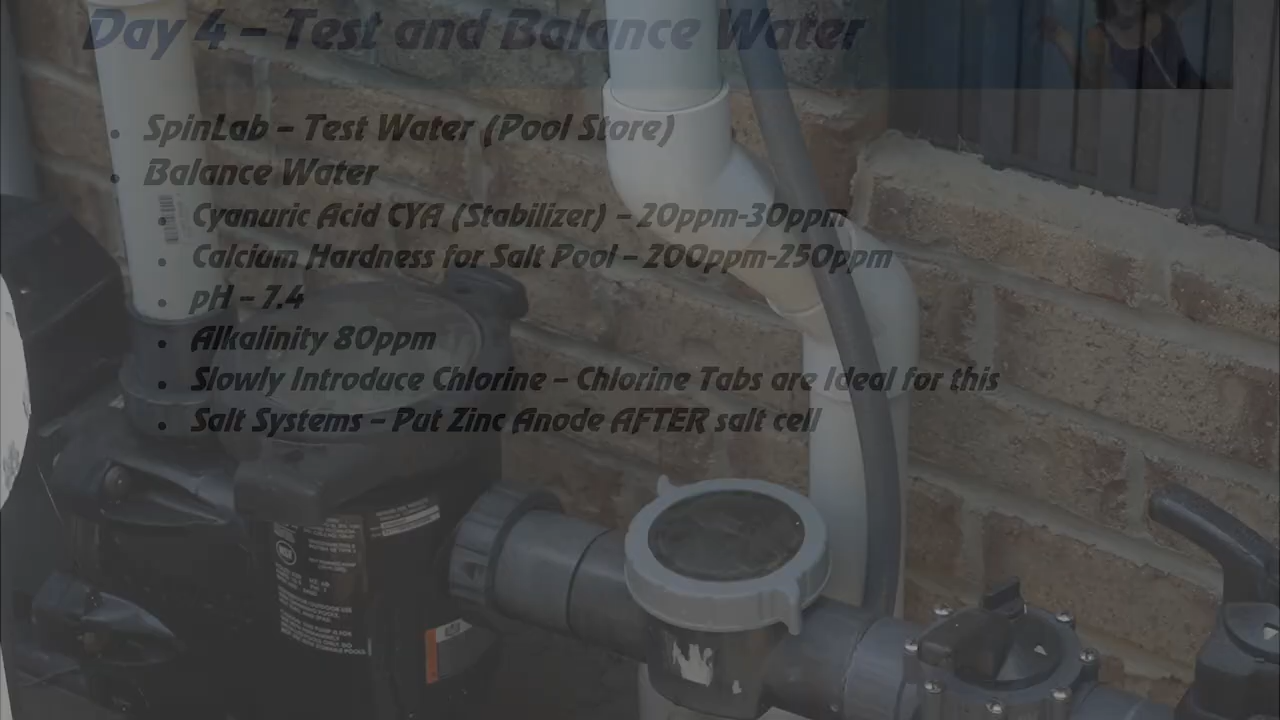 Day 4 – Test and Balance Water
• SpinLab – Test Water (Pool Store)
• Balance Water
• Cyanuric Acid CYA (Stabilizer) – 20ppm-30ppm
• Calcium Hardness for Salt Pool – 200ppm-250ppm
• pH – 7.4
• Alkalinity 80ppm
• Slowly Introduce Chlorine – Chlorine Tabs are Ideal for this
• Salt Systems – Put Zinc Anode AFTER salt cell
NSF